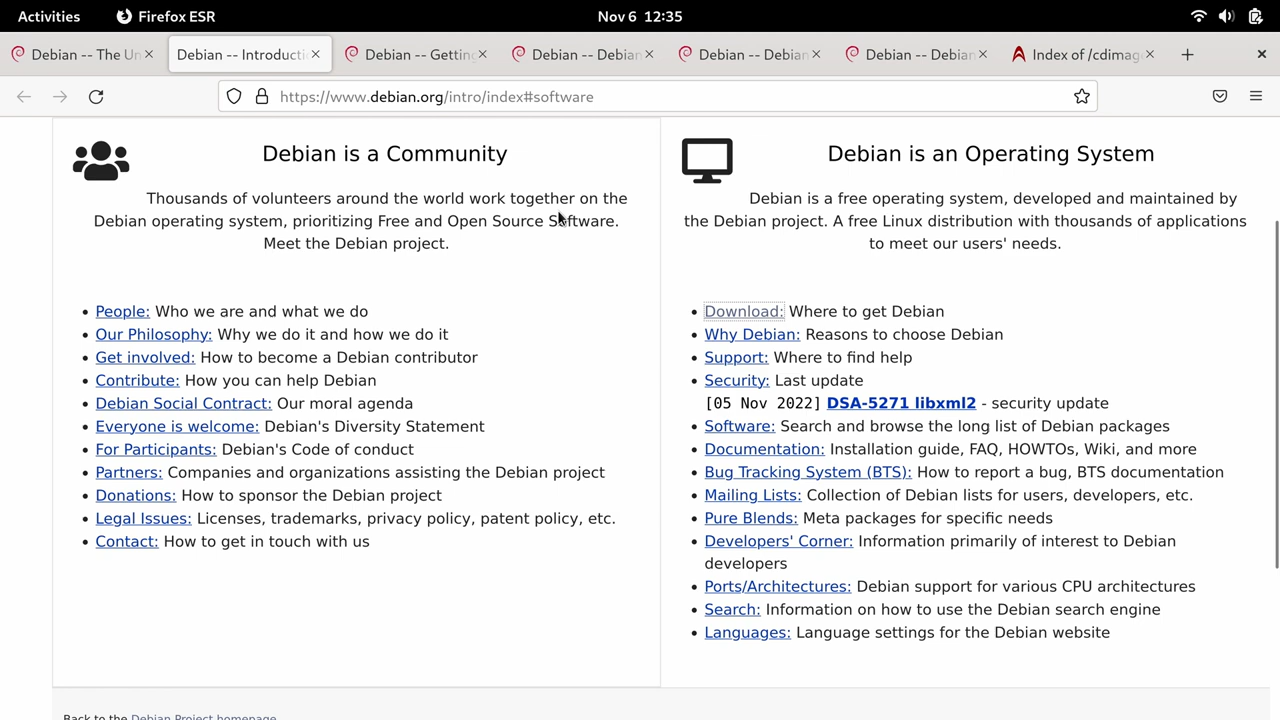 Activities Firefox ESR Nov 6 12:35
Debian -- The Un Debian -- Introducti Debian -- Getting Debian -- Debian Debian -- Debian Debian -- Debian Index of /cdimage
https://www.debian.org/intro/index#software
Debian is a Community
Thousands of volunteers around the world work together on the
Debian operating system, prioritizing Free and Open Source Software.
Meet the Debian project.
People: Who we are and what we do
Our Philosophy: Why we do it and how we do it
Get involved: How to become a Debian contributor
Contribute: How you can help Debian
Debian Social Contract: Our moral agenda
Everyone is welcome: Debian's Diversity Statement
For Participants: Debian's Code of conduct
Partners: Companies and organizations assisting the Debian project
Donations: How to sponsor the Debian project
Legal Issues: Licenses, trademarks, privacy policy, patent policy, etc.
Contact: How to get in touch with us
Debian is an Operating System
Debian is a free operating system, developed and maintained by
the Debian project. A free Linux distribution with thousands of applications
to meet our users' needs.
Download: Where to get Debian
Why Debian: Reasons to choose Debian
Support: Where to find help
Security: Last update
[05 Nov 2022] DSA-5271 libxml2 - security update
Software: Search and browse the long list of Debian packages
Documentation: Installation guide, FAQ, HOWTOs, Wiki, and more
Bug Tracking System (BTS): How to report a bug, BTS documentation
Mailing Lists: Collection of Debian lists for users, developers, etc.
Pure Blends: Meta packages for specific needs
Developers' Corner: Information primarily of interest to Debian
developers
Ports/Architectures: Debian support for various CPU architectures
Search: Information on how to use the Debian search engine
Languages: Language settings for the Debian website
Back to the Debian Project homepage.